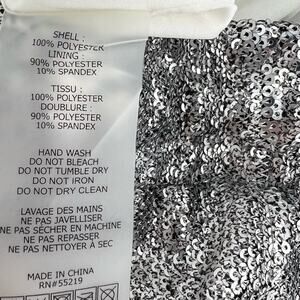 SHELL :
100% POLYESTER
LINING :
90% POLYESTER
10% SPANDEX
TISSU :
100% POLYESTER
DOUBLURE :
90% POLYESTER
10% SPANDEX
HAND WASH
DO NOT BLEACH
DO NOT TUMBLE DRY
DO NOT IRON
DO NOT DRY CLEAN
LAVAGE DES MAINS
NE PAS JAVELLISER
NE PAS SÉCHER EN MACHINE
NE PAS REPASSER
NE PAS NETTOYER À SEC
MADE IN CHINA
RN#55219